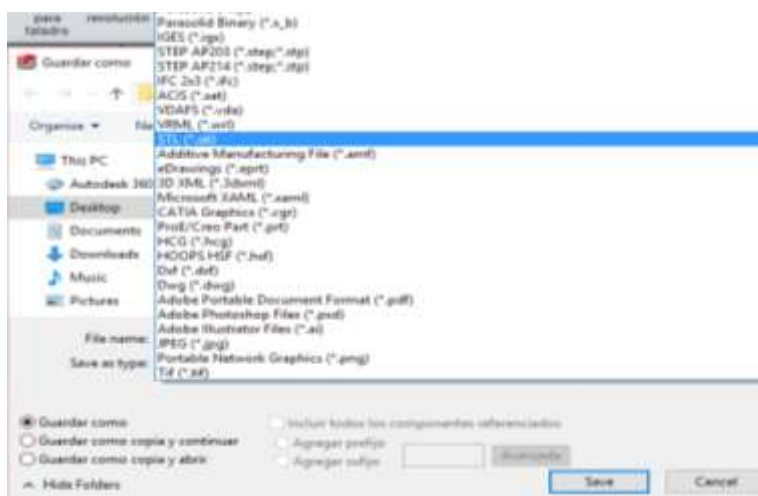 para revolución
taladro
Parasolid Binary (*.x_b)
IGES (*.igs)
STEP AP203 (*.step;*.stp)
Guardar como
STEP AP214 (*.step;*.stp)
IFC 2x3 (*.ifc)
ACIS (*.sat)
VDAFS (*.vda)
Organize
VRML (*.wrl)
STL (*.stl)
Additive Manufacturing File (*.amf)
This PC
eDrawings (*.eprt)
Autodesk 360
3D XML (*.3dxml)
Microsoft XAML (*.xaml)
Desktop
CATIA Graphics (*.cgr)
Documents
ProE/Creo Part (*.prt)
HCG (*.hcg)
Downloads
HOOPS HSF (*.hsf)
Music
Dxf (*.dxf)
Dwg (*.dwg)
Pictures
Adobe Portable Document Format (*.pdf)
Adobe Photoshop Files (*.psd)
File name:
Adobe Illustrator Files (*.ai)
JPEG (*.jpg)
Save as type:
Portable Network Graphics (*.png)
Tif (*.tif)
Guardar como
Incluir todos los componentes referenciados
Guardar como copia y continuar
Agregar prefijo
Guardar como copia y abrir
Agregar sufijo
Avanzada
Hide Folders
Save
Cancel